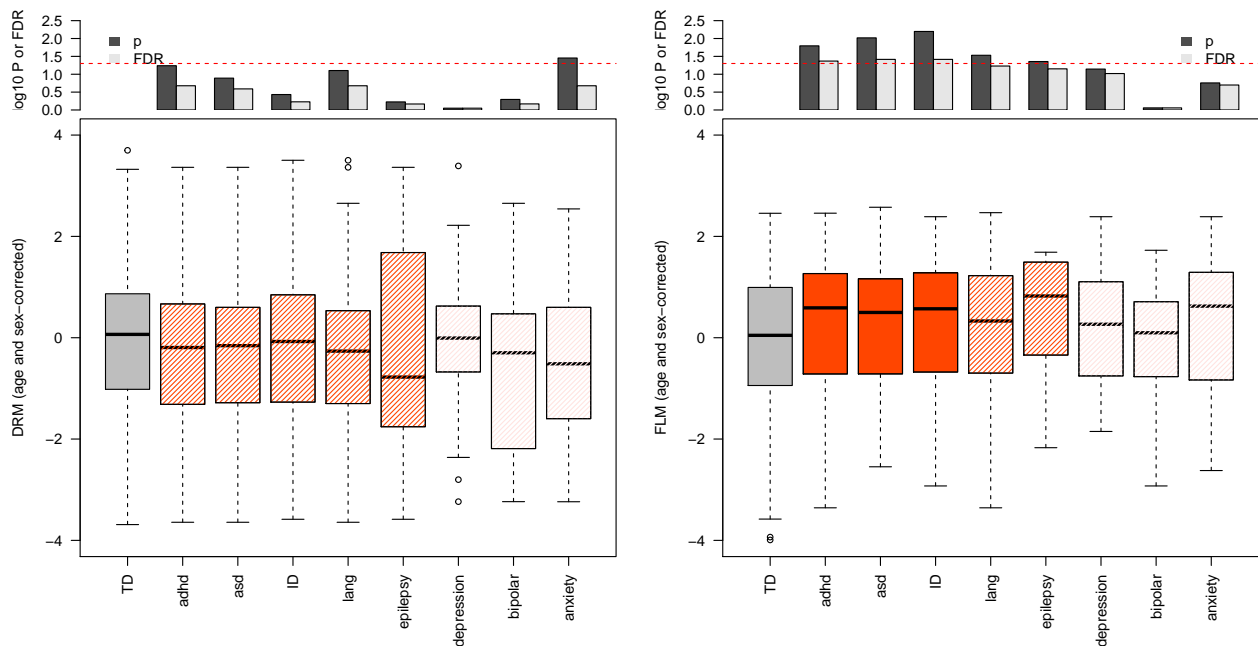 2.5
2.0
1.5
1.0
0.5
0.0
log10 P or FDR
p
FDR
4
2
0
−2
−4
DRM (age and sex−corrected)
TD
adhd
asd
ID
lang
epilepsy
depression
bipolar
anxiety
2.5
2.0
1.5
1.0
0.5
0.0
log10 P or FDR
p
FDR
4
2
0
−2
−4
FLM (age and sex−corrected)
TD
adhd
asd
ID
lang
epilepsy
depression
bipolar
anxiety